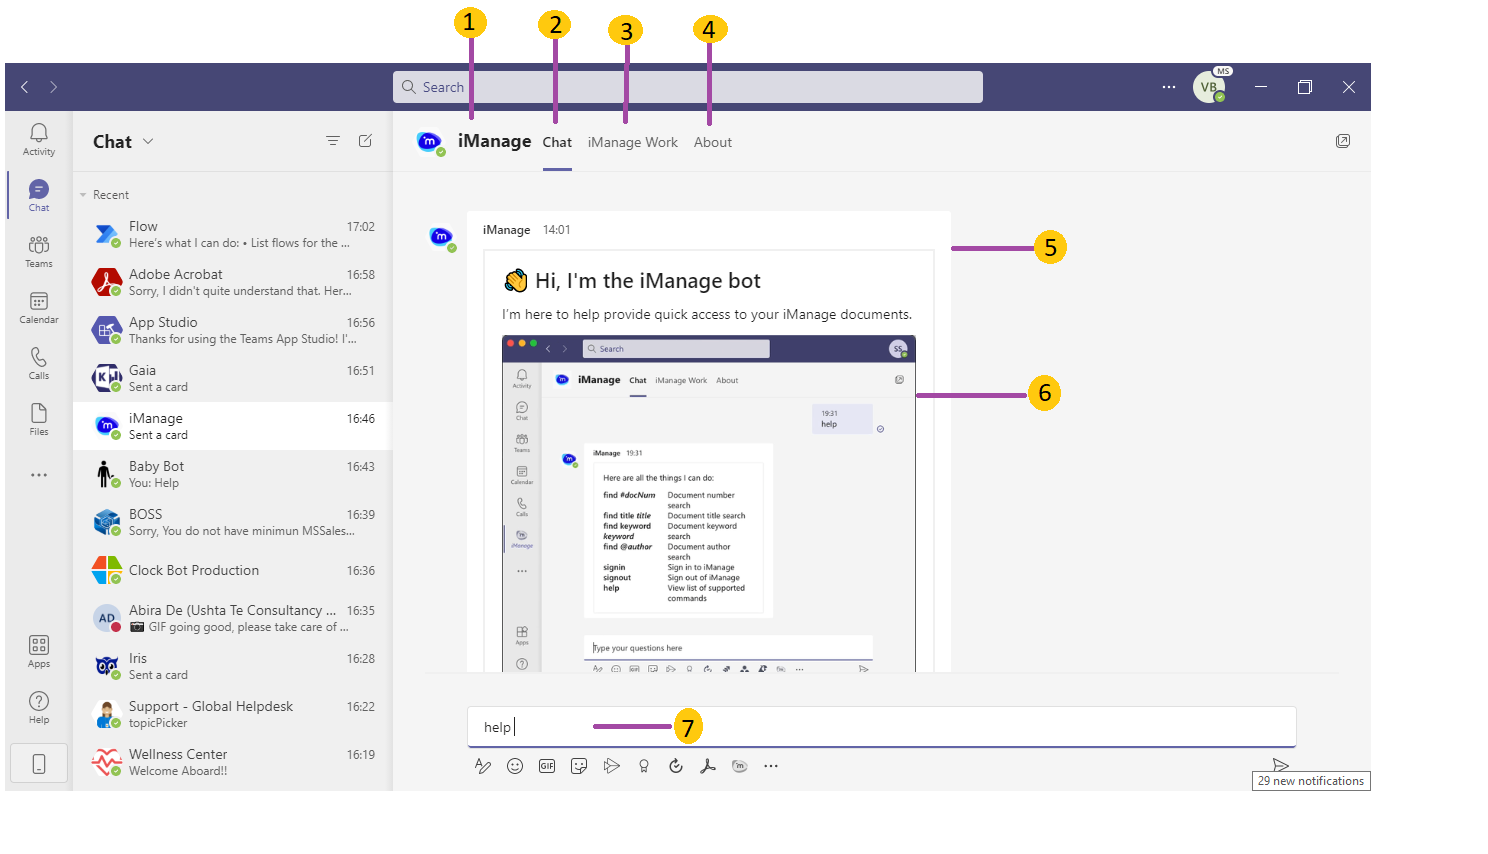 1
2
3
4
Search
MS
VB
Activity
Chat
Teams
Calendar
Calls
Files
Apps
Help
Chat
Recent
Flow 17:02
Here's what I can do: • List flows for the ...
Adobe Acrobat 16:58
Sorry, I didn't quite understand that. Her...
App Studio 16:56
Thanks for using the Teams App Studio! I'...
Gaia 16:51
Sent a card
iManage 16:46
Sent a card
Baby Bot 16:43
You: Help
BOSS 16:39
Sorry, You do not have minimun MSSales...
Clock Bot Production 16:36
AD
Abira De (Ushta Te Consultancy ... 16:35
GIF going good, please take care of ...
Iris 16:28
Sent a card
Support - Global Helpdesk 16:22
topicPicker
Wellness Center 16:19
Welcome Aboard!!
iManage Chat iManage Work About
iManage 14:01
5
Hi, I'm the iManage bot
I'm here to help provide quick access to your iManage documents.
Search
SS
Activity
Chat
Teams
Calendar
Calls
iManage
Apps
iManage Chat iManage Work About
6
19:31
help
iManage 19:31
Here are all the things I can do:
find #docNum Document number
search
find title title Document title search
find keyword Document keyword
keyword search
find @author Document author
search
signin Sign in to iManage
signout Sign out of iManage
help View list of supported
commands
Type your questions here
GIF
help
7
GIF
29 new notifications